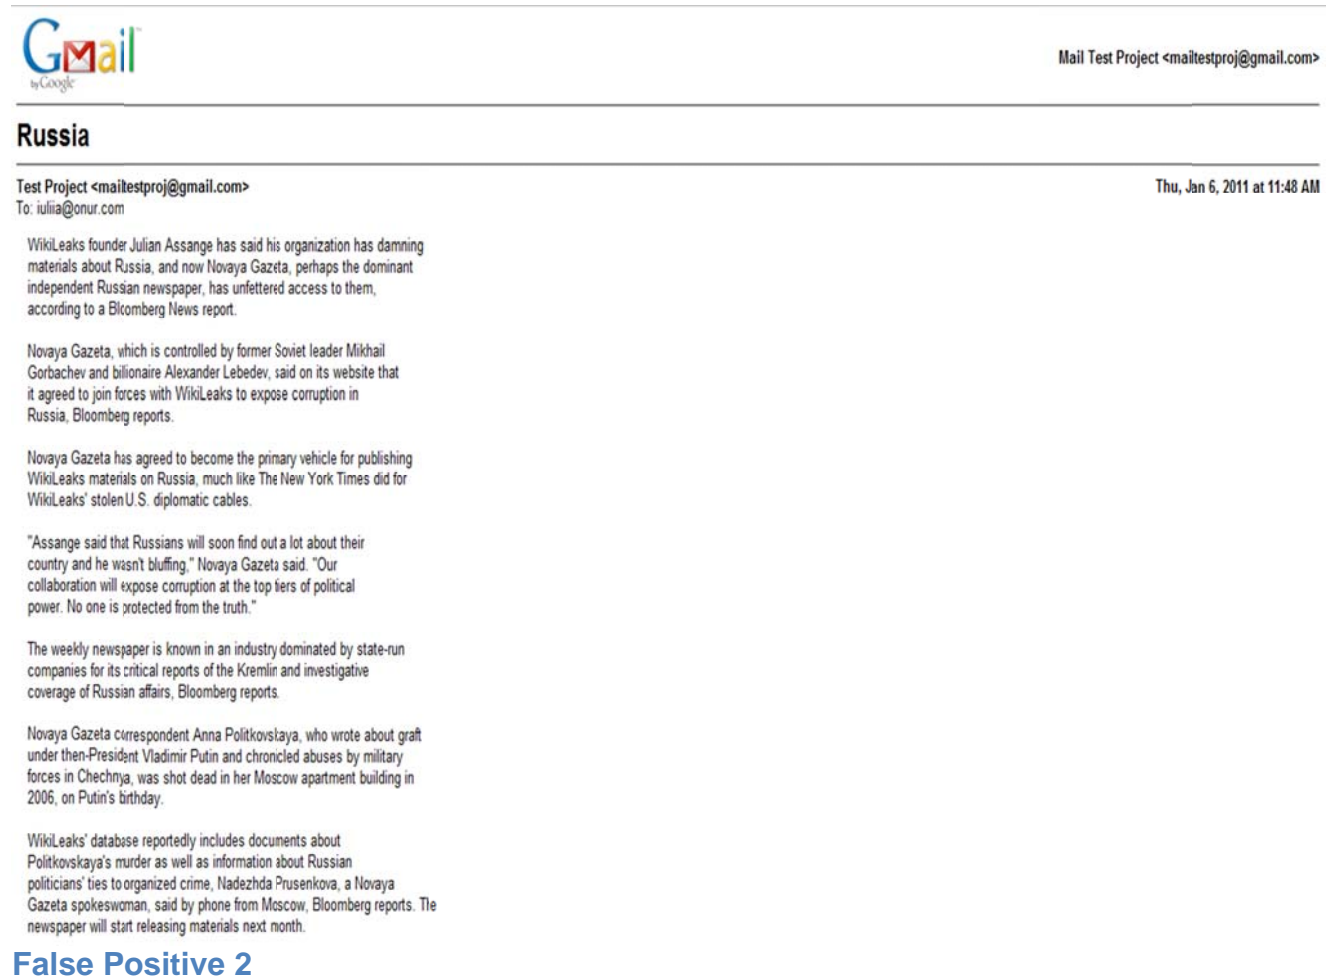 Gmail
by Google
Mail Test Project <mailtestproj@gmail.com>
Russia
Test Project <mailtestproj@gmail.com>
Thu, Jan 6, 2011 at 11:48 AM
To: iuliia@onur.com
WikiLeaks founder Julian Assange has said his organization has damning
materials about Russia, and now Novaya Gazeta, perhaps the dominant
independent Russian newspaper, has unfettered access to them,
according to a Bloomberg News report.
Novaya Gazeta, which is controlled by former Soviet leader Mikhail
Gorbachev and billionaire Alexander Lebedev, said on its website that
it agreed to join forces with WikiLeaks to expose corruption in
Russia, Bloomberg reports.
Novaya Gazeta has agreed to become the primary vehicle for publishing
WikiLeaks materials on Russia, much like The New York Times did for
WikiLeaks' stolen U.S. diplomatic cables.
"Assange said that Russians will soon find out a lot about their
country and he wasn't bluffing," Novaya Gazeta said. "Our
collaboration will expose corruption at the top tiers of political
power. No one is protected from the truth."
The weekly newspaper is known in an industry dominated by state-run
companies for its critical reports of the Kremlin and investigative
coverage of Russian affairs, Bloomberg reports.
Novaya Gazeta correspondent Anna Politkovskaya, who wrote about graft
under then-President Vladimir Putin and chronicled abuses by military
forces in Chechnya, was shot dead in her Moscow apartment building in
2006, on Putin's birthday.
WikiLeaks' database reportedly includes documents about
Politkovskaya's murder as well as information about Russian
politicians' ties to organized crime, Nadezhda Prusenkova, a Novaya
Gazeta spokeswoman, said by phone from Moscow, Bloomberg reports. The
newspaper will start releasing materials next month.
False Positive 2